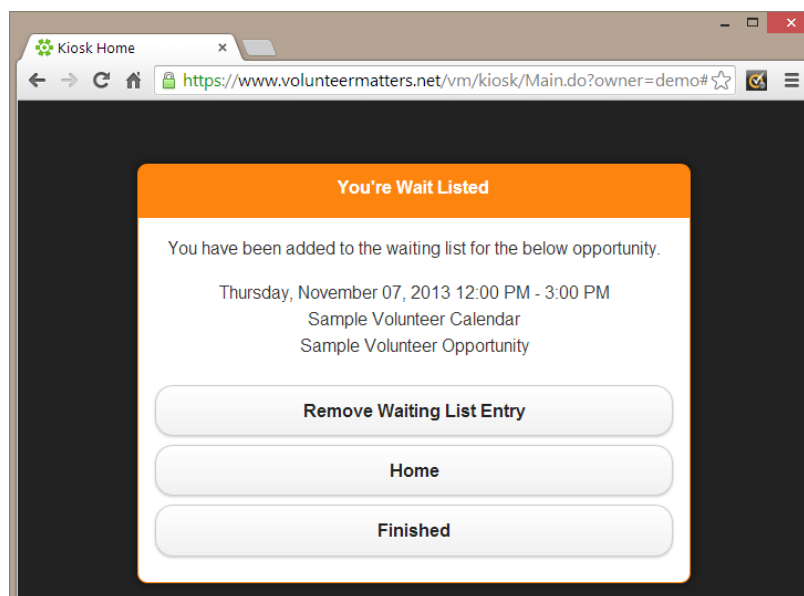 Kiosk Home
https://www.volunteermatters.net/vm/kiosk/Main.do?owner=demo#
You're Wait Listed
You have been added to the waiting list for the below opportunity.
Thursday, November 07, 2013 12:00 PM - 3:00 PM
Sample Volunteer Calendar
Sample Volunteer Opportunity
Remove Waiting List Entry
Home
Finished